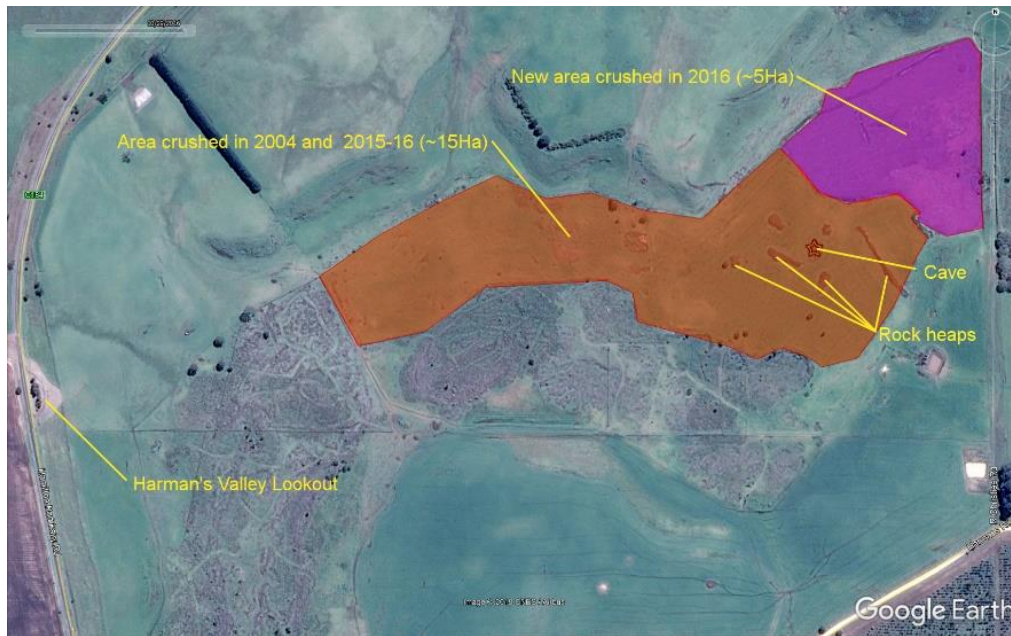 New area crushed in 2016 (~5Ha)
Area crushed in 2004 and 2015-16 (~15Ha)
Cave
Rock heaps
Harman's Valley Lookout
Google Earth